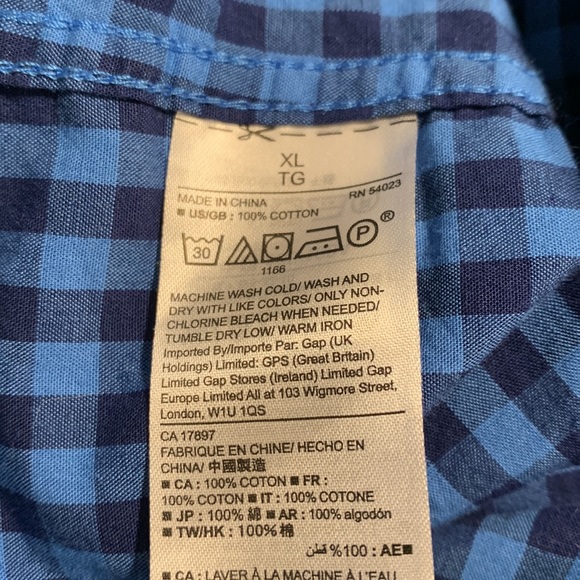 XL
TG
MADE IN CHINA
RN 54023
■ US/GB : 100% COTTON
30
P
®
1166
MACHINE WASH COLD/ WASH AND
DRY WITH LIKE COLORS/ ONLY NON-
CHLORINE BLEACH WHEN NEEDED/
TUMBLE DRY LOW/ WARM IRON
Imported By/Importe Par: Gap (UK
Holdings) Limited: GPS (Great Britain)
Limited Gap Stores (Ireland) Limited Gap
Europe Limited All at 103 Wigmore Street,
London, W1U 1QS
CA 17897
FABRIQUE EN CHINE/ HECHO EN
CHINA/ 中國製造
■ CA : 100% COTTON ■ FR :
100% COTON ■ IT : 100% COTONE
■ JP : 100% 綿 ■ AR : 100% algodón
■ TW/HK : 100% 棉
■AE : 100% قطن
■ CA : LAVER À LA MACHINE À L'EAU